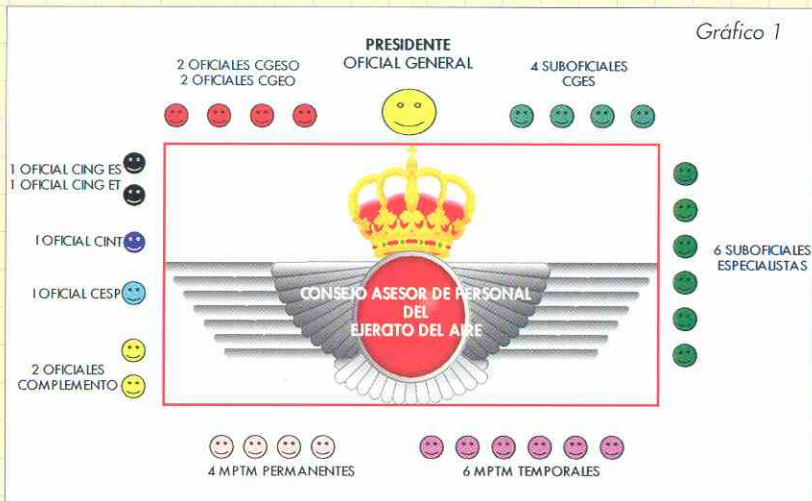 Gráfico 1
PRESIDENTE
OFICIAL GENERAL
2 OFICIALES CGESO
2 OFICIALES CGEO
4 SUBOFICIALES
CGES
1 OFICIAL CING ES
1 OFICIAL CING ET
1 OFICIAL CINT
1 OFICIAL CESP
2 OFICIALES
COMPLEMENTO
6 SUBOFICIALES
ESPECIALISTAS
CONSEJO ASESOR DE PERSONAL
DEL
EJERCATO DEL AIRE
4 MPTM PERMANENTES
6 MPTM TEMPORALES